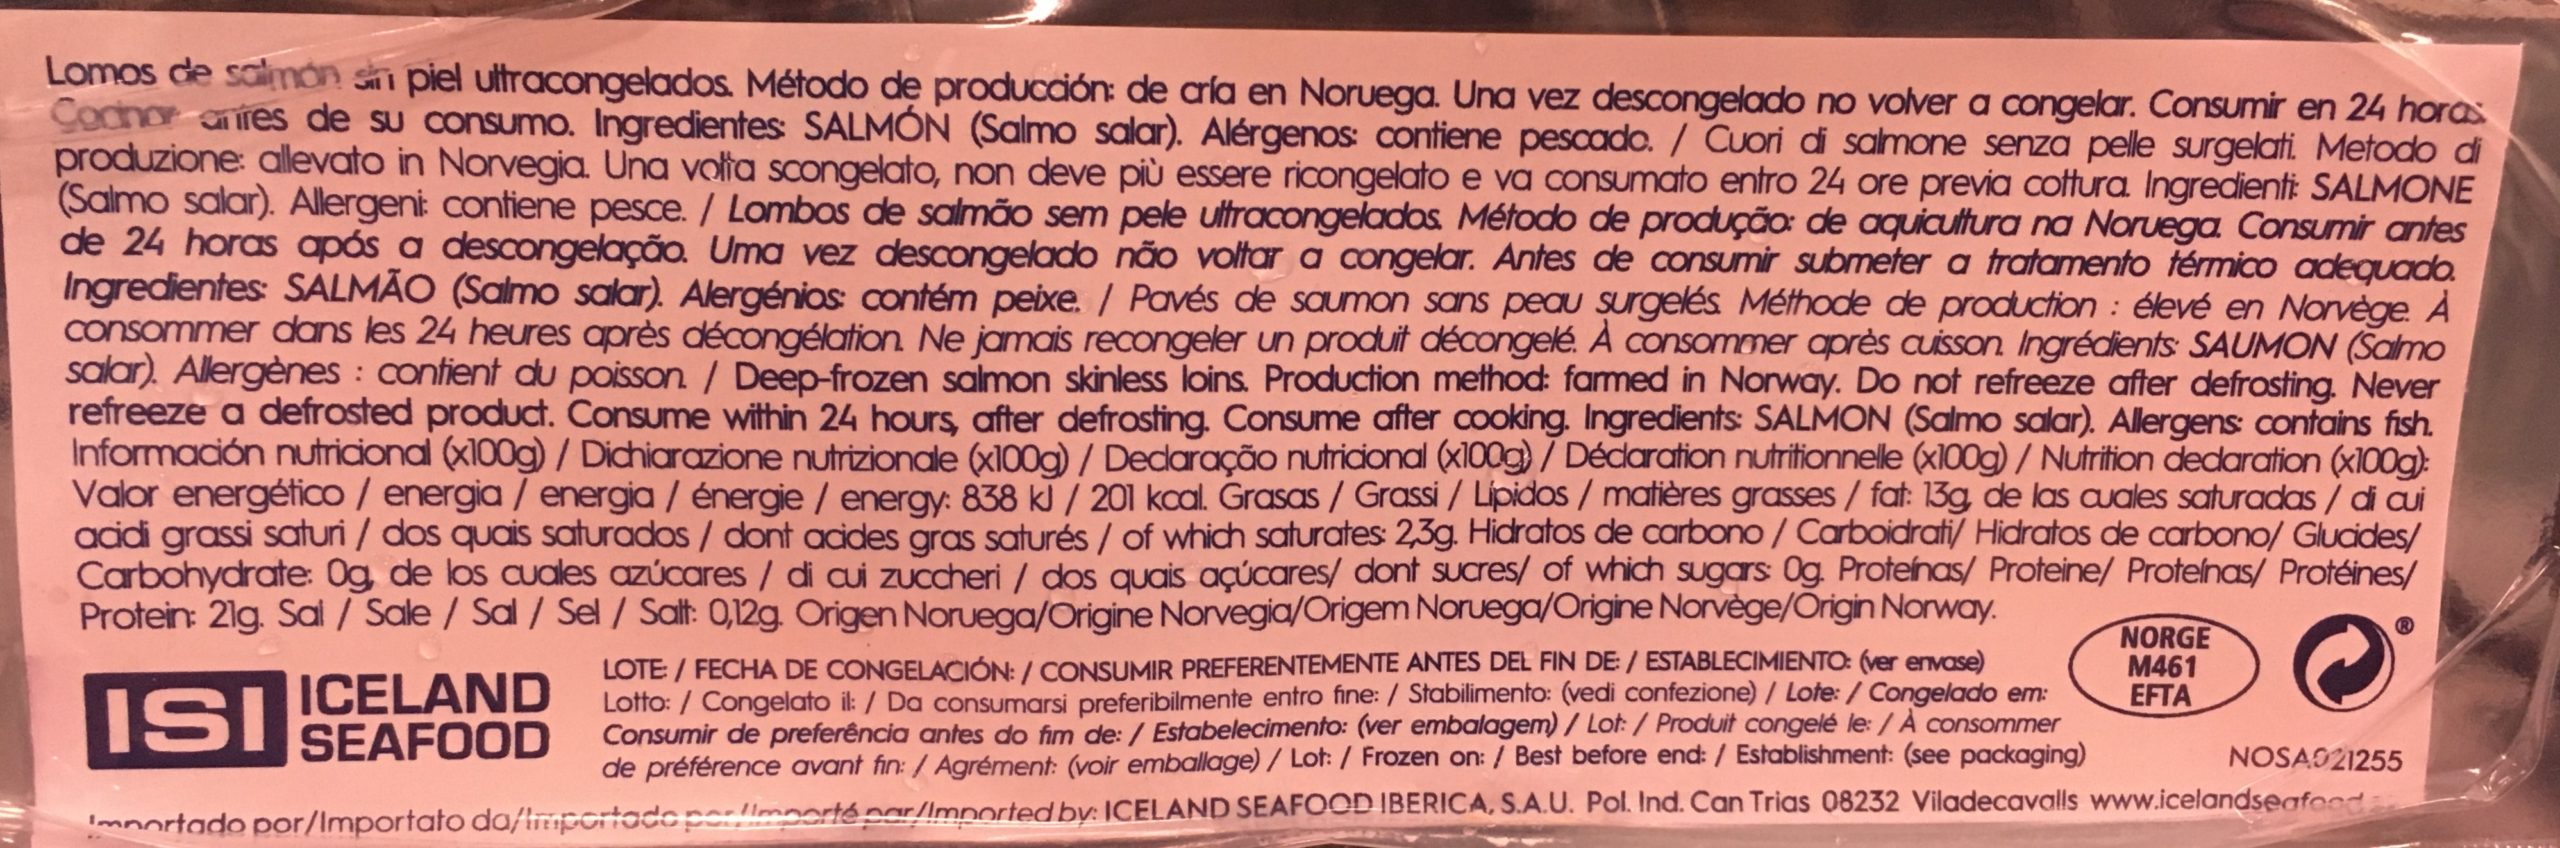 Lomos de salmón sin piel ultracongelados. Método de producción: de cría en Noruega. Una vez descongelado no volver a congelar. Consumir en 24 horas.
Cocinar antes de su consumo. Ingredientes: SALMÓN (Salmo salar). Alérgenos: contiene pescado. / Cuori di salmone senza pelle surgelati. Metodo di
produzione: allevato in Norvegia. Una volta scongelato, non deve più essere ricongelato e va consumato entro 24 ore previa cottura. Ingredienti: SALMONE
(Salmo salar). Allergeni: contiene pesce. / Lombos de salmão sem pele ultracongelados. Método de produção: de aquicultura na Noruega. Consumir antes
de 24 horas após a descongelação. Uma vez descongelado não voltar a congelar. Antes de consumir submeter a tratamento térmico adequado.
Ingredientes: SALMÃO (Salmo salar). Alergénios: contém peixe. / Pavés de saumon sans peau surgelés. Méthode de production : élevé en Norvège. À
consommer dans les 24 heures après décongélation. Ne jamais recongeler un produit décongelé. À consommer après cuisson. Ingrédients: SAUMON (Salmo
salar). Allergènes : contient du poisson. / Deep-frozen salmon skinless loins. Production method: farmed in Norway. Do not refreeze after defrosting. Never
refreeze a defrosted product. Consume within 24 hours, after defrosting. Consume after cooking. Ingredients: SALMON (Salmo salar). Allergens: contains fish.
Información nutricional (x100g) / Dichiarazione nutrizionale (x100g) / Declaração nutricional (x100g) / Déclaration nutritionnelle (x100g) / Nutrition declaration (x100g):
Valor energético / energia / energia / énergie / energy: 838 kJ / 201 kcal. Grasas / Grassi / Lipidos / matières grasses / fat: 13g, de las cuales saturadas / di cui
acidi grassi saturi / dos quais saturados / dont acides gras saturés / of which saturates: 2,3g. Hidratos de carbono / Carboidrati/ Hidratos de carbono/ Glucides/
Carbohydrate: 0g, de los cuales azúcares / di cui zuccheri / dos quais açúcares/ dont sucres/ of which sugars: 0g. Proteínas/ Proteine/ Proteínas/ Protéines/
Protein: 21g. Sal / Sale / Sal / Sel / Salt: 0,12g. Origen Noruega/Origine Norvegia/Origem Noruega/Origine Norvège/Origin Norway.
ISI ICELAND
SEAFOOD
LOTE: / FECHA DE CONGELACIÓN: / CONSUMIR PREFERENTEMENTE ANTES DEL FIN DE: / ESTABLECIMIENTO: (ver envase)
Lotto: / Congelato il: / Da consumarsi preferibilmente entro fine: / Stabilimento: (vedi confezione) / Lote: / Congelado em:
Consumir de preferência antes do fim de: / Estabelecimento: (ver embalagem) / Lot: / Produit congelé le: / À consommer
de préférence avant fin: / Agrément: (voir emballage) / Lot: / Frozen on: / Best before end: / Establishment: (see packaging)
NORGE
M461
EFTA
®
NOSA021255
Importado por/Importato da/Importado por/Importé par/Imported by: ICELAND SEAFOOD IBERICA, S.A.U. Pol. Ind. Can Trias 08232 Viladecavalls www.icelandseafood